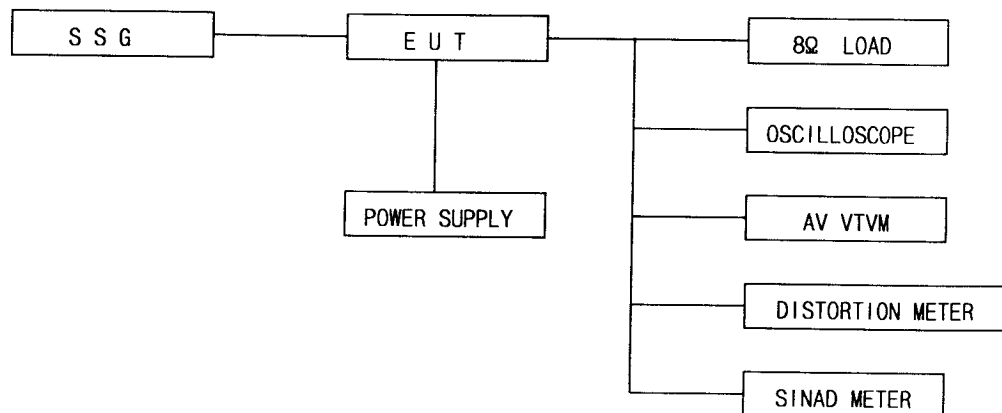 S S G
E U T
8Ω LOAD
OSCILLOSCOPE
POWER SUPPLY
AV VTVM
DISTORTION METER
SINAD METER